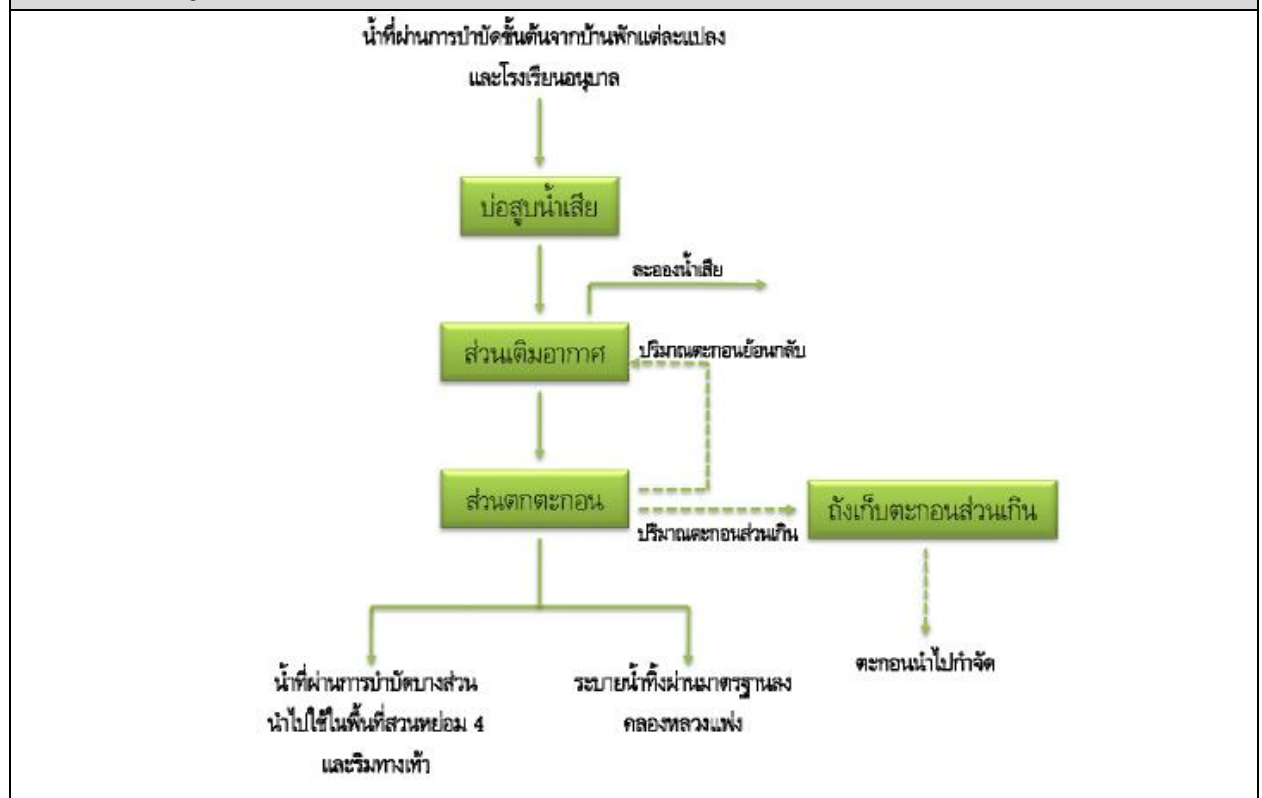 น้ำที่ผ่านการบำบัดขั้นต้นจากบ้านพักแต่ละแปลง
และโรงเรียนอนุบาล
บ่อสูบน้ำเสีย
ละอองน้ำเสีย
ส่วนเติมอากาศ
ปริมาณตะกอนย้อนกลับ
ส่วนตกตะกอน
ถังเก็บตะกอนส่วนเกิน
ปริมาณตะกอนส่วนเกิน
ตะกอนนำไปกำจัด
น้ำที่ผ่านการบำบัดบางส่วน
นำไปใช้ในพื้นที่สวนหย่อม 4
และริมทางเท้า
ระบายน้ำทิ้งผ่านมาตรฐานลง
คลองหลวงแพ่ง